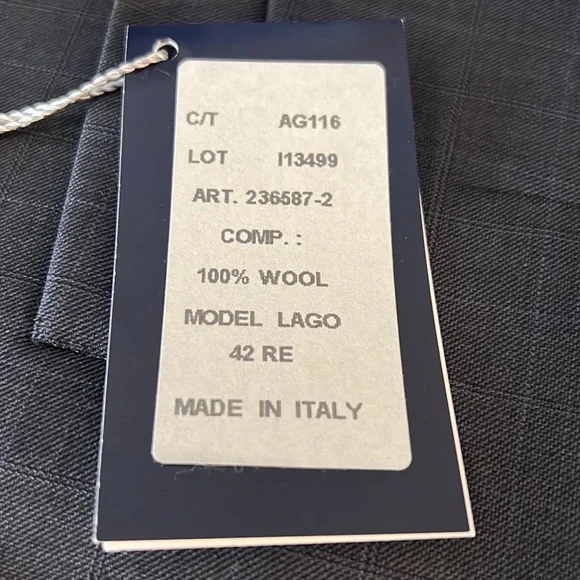 C/T AG116
LOT I13499
ART. 236587-2
COMP. :
100% WOOL
MODEL LAGO
42 RE
MADE IN ITALY